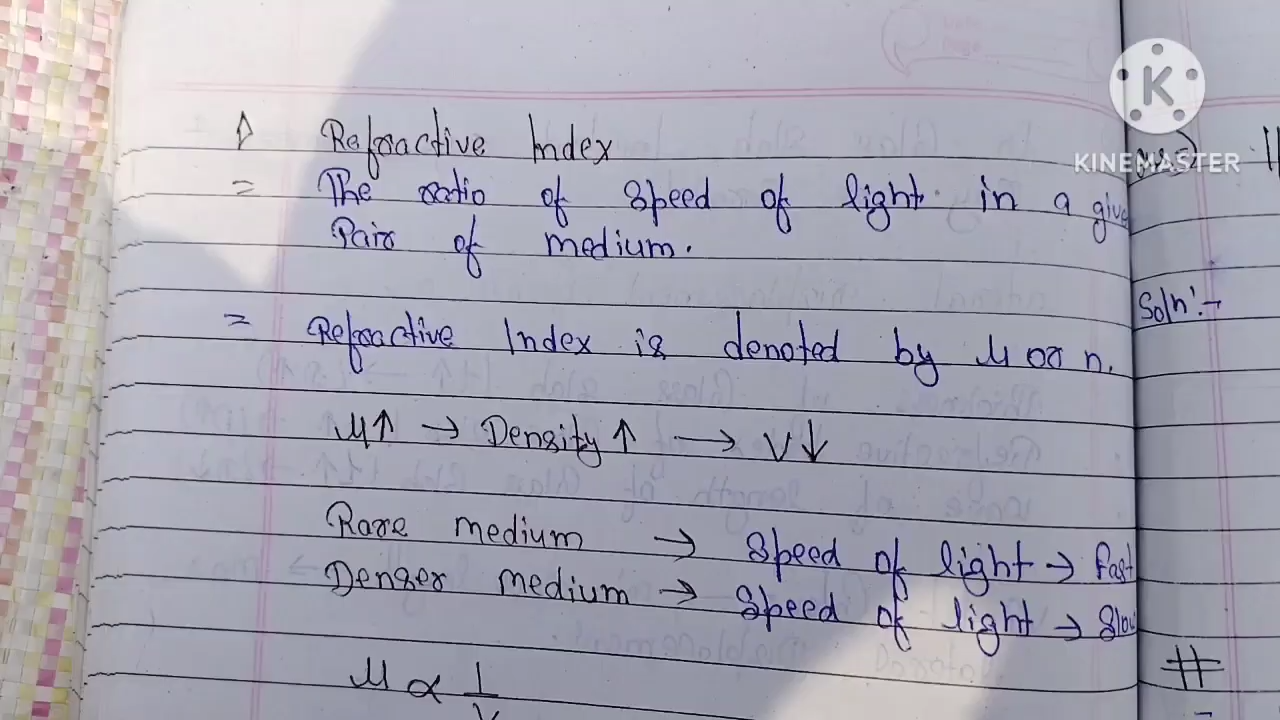 Refractive Index
= The ratio of speed of light in a give
Pair of medium.
= Refractive Index is denoted by μ or n.
μ↑ → Density ↑ → V↓
Rare medium → Speed of light → fast
Denser medium → Speed of light → Slow
μ ∝ 1/V
K
KINEMASTER
Soln:-
#